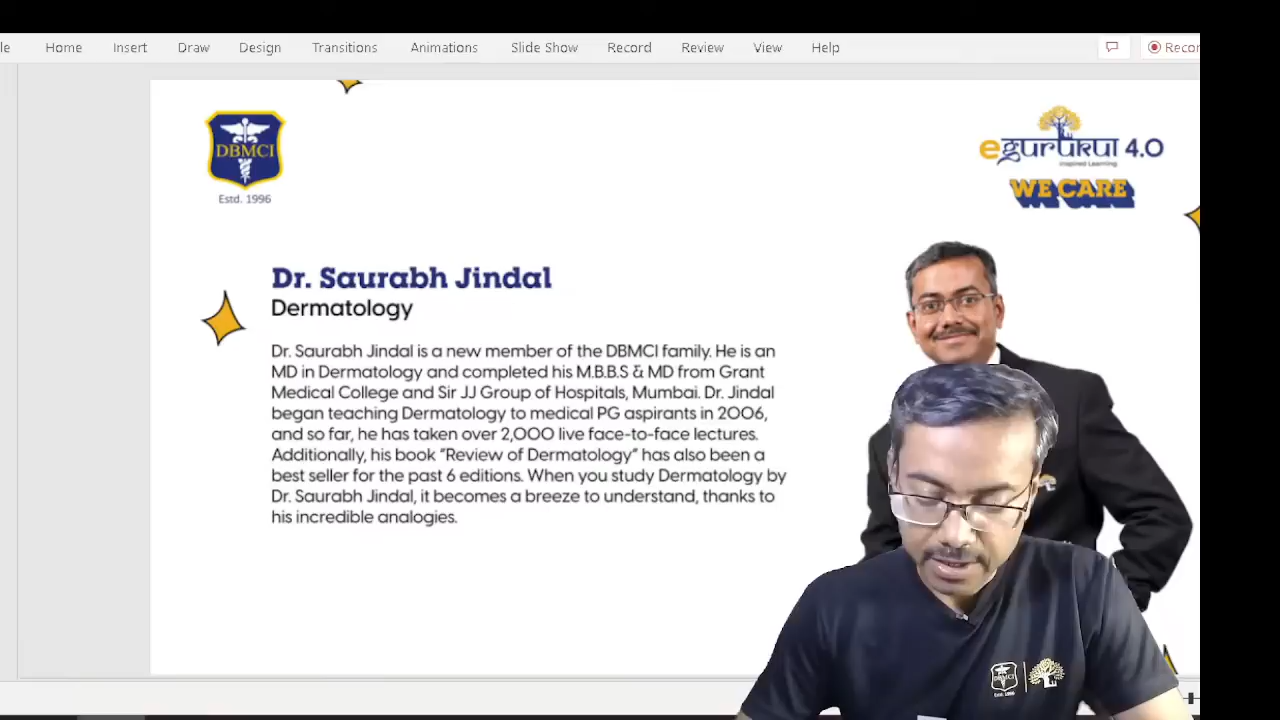 Home Insert Draw Design Transitions Animations Slide Show Record Review View Help
DBMCI
Estd. 1996
egurukul 4.0
Inspired Learning
WE CARE
Dr. Saurabh Jindal
Dermatology
Dr. Saurabh Jindal is a new member of the DBMCI family. He is an
MD in Dermatology and completed his M.B.B.S & MD from Grant
Medical College and Sir JJ Group of Hospitals, Mumbai. Dr. Jindal
began teaching Dermatology to medical PG aspirants in 2006,
and so far, he has taken over 2,000 live face-to-face lectures.
Additionally, his book “Review of Dermatology” has also been a
best seller for the past 6 editions. When you study Dermatology by
Dr. Saurabh Jindal, it becomes a breeze to understand, thanks to
his incredible analogies.
DBMCI